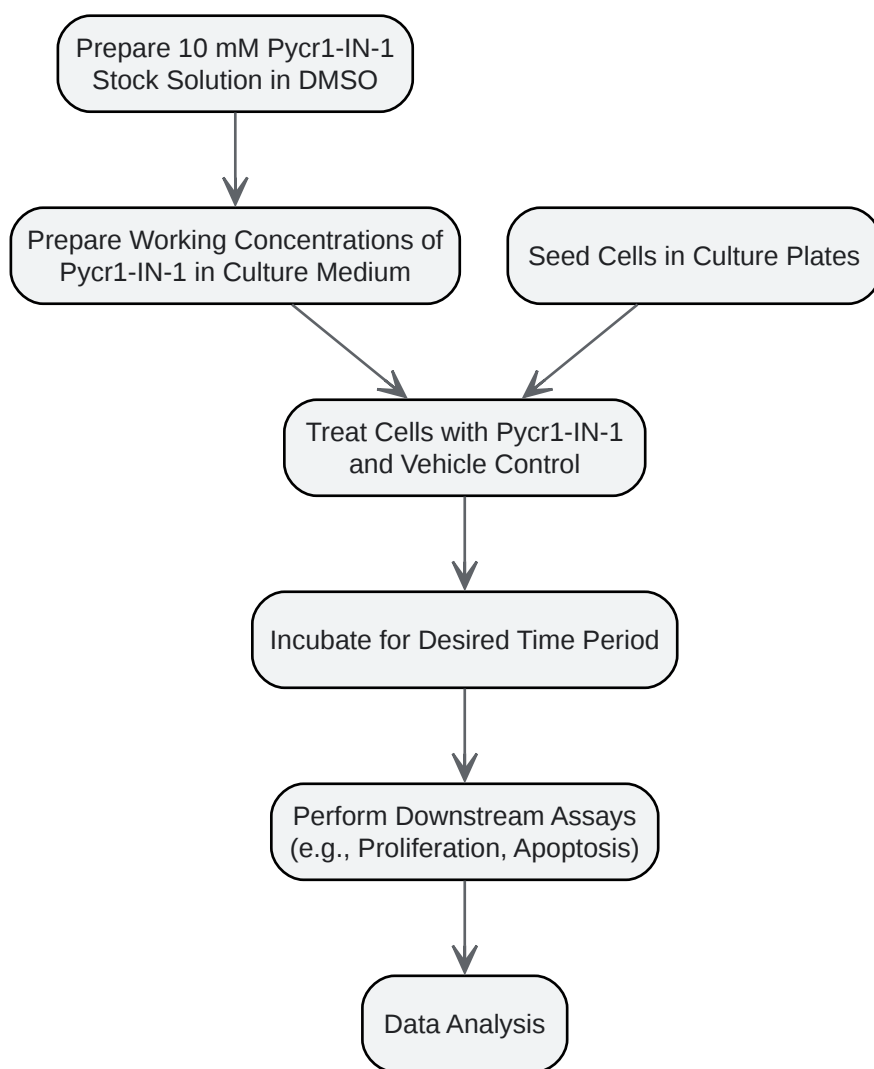 Prepare 10 mM Pycr1-IN-1
Stock Solution in DMSO
Prepare Working Concentrations of
Pycr1-IN-1 in Culture Medium
Seed Cells in Culture Plates
Treat Cells with Pycr1-IN-1
and Vehicle Control
Incubate for Desired Time Period
Perform Downstream Assays
(e.g., Proliferation, Apoptosis)
Data Analysis